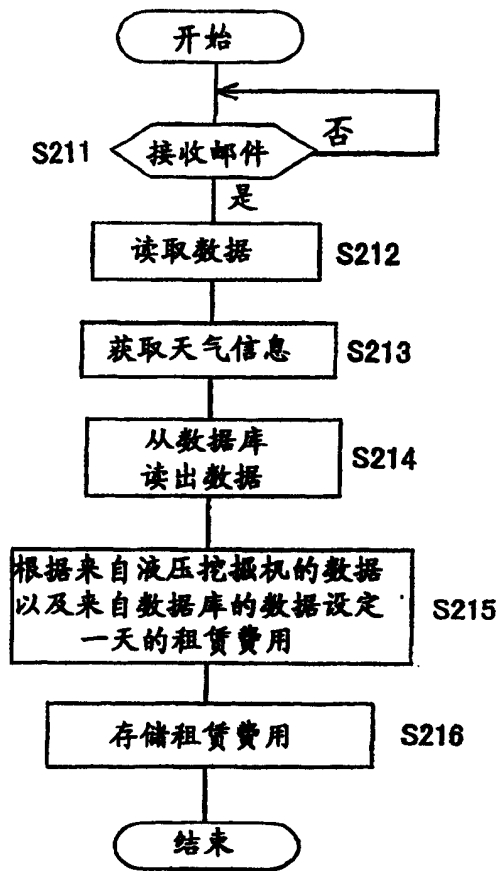 开始
S211
接收邮件
否
是
读取数据
S212
获取天气信息
S213
从数据库
读出数据
S214
根据来自液压挖掘机的数据
以及来自数据库的数据设定
一天的租赁费用
S215
存储租赁费用
S216
结束